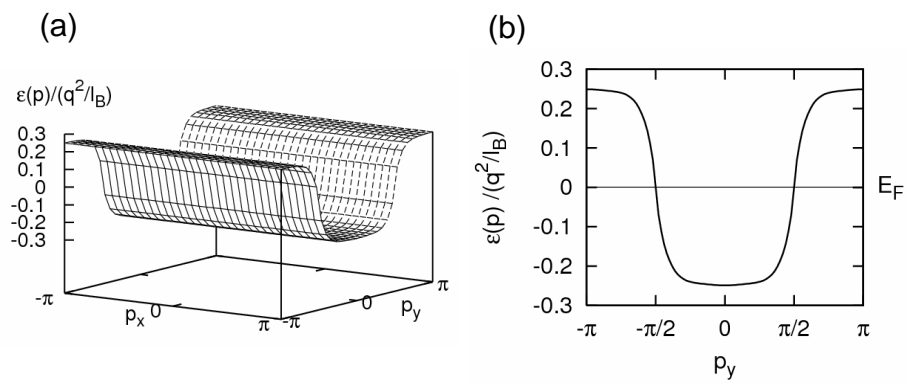 (a)
ε(p)/(q²/l_B)
0.3
0.2
0.1
0
-0.1
-0.2
-0.3
-π
p_x
0
π
-π
0
p_y
π
(b)
ε(p) /(q²/l_B)
0.3
0.2
0.1
0
-0.1
-0.2
-0.3
E_F
-π
-π/2
0
π/2
π
p_y